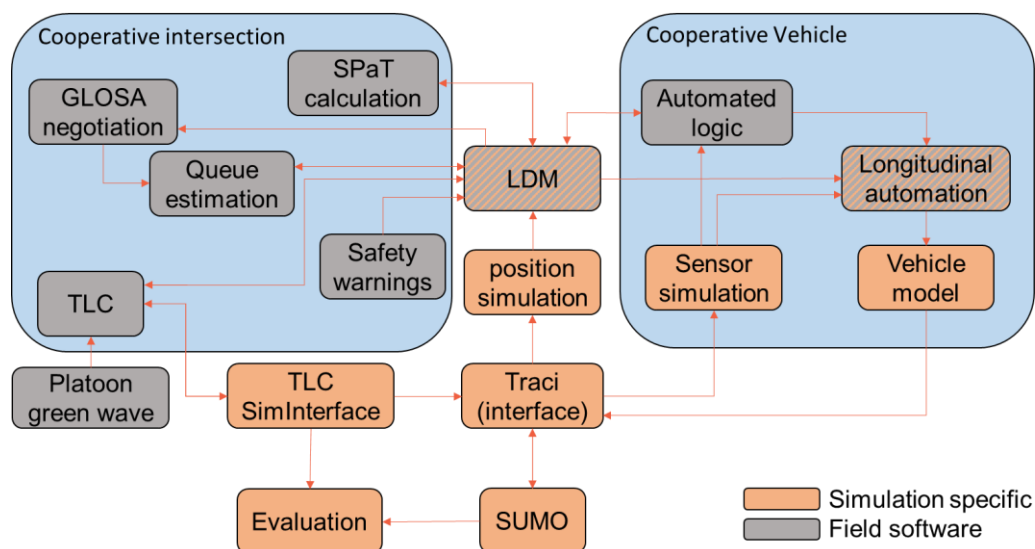 Cooperative intersection
Cooperative Vehicle
SPaT
calculation
GLOSA
negotiation
Automated
logic
Queue
estimation
LDM
Longitudinal
automation
Safety
warnings
position
simulation
Sensor
simulation
Vehicle
model
TLC
Platoon
green wave
TLC
SimInterface
Traci
(interface)
Evaluation
SUMO
Simulation specific
Field software